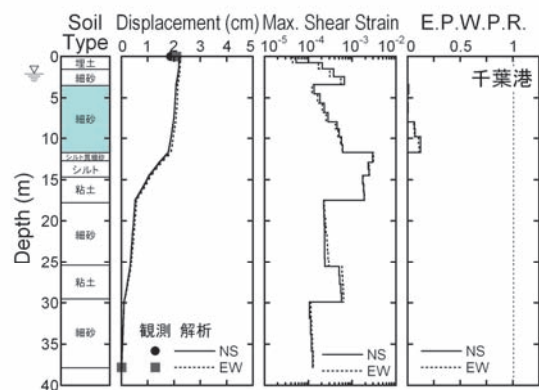 Soil Type
Displacement (cm)
Max. Shear Strain
E.P.W.P.R.
0 1 2 3 4 5
10-5 10-4 10-3 10-2
0 0.5 1
Depth (m)
0
5
10
15
20
25
30
35
40
埋土
細砂
細砂
シルト質細砂
シルト
粘土
細砂
粘土
細砂
観測 解析
NS
EW
NS
EW
千葉港
NS
EW